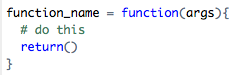 function_name = function(args){
  # do this
  return()
}